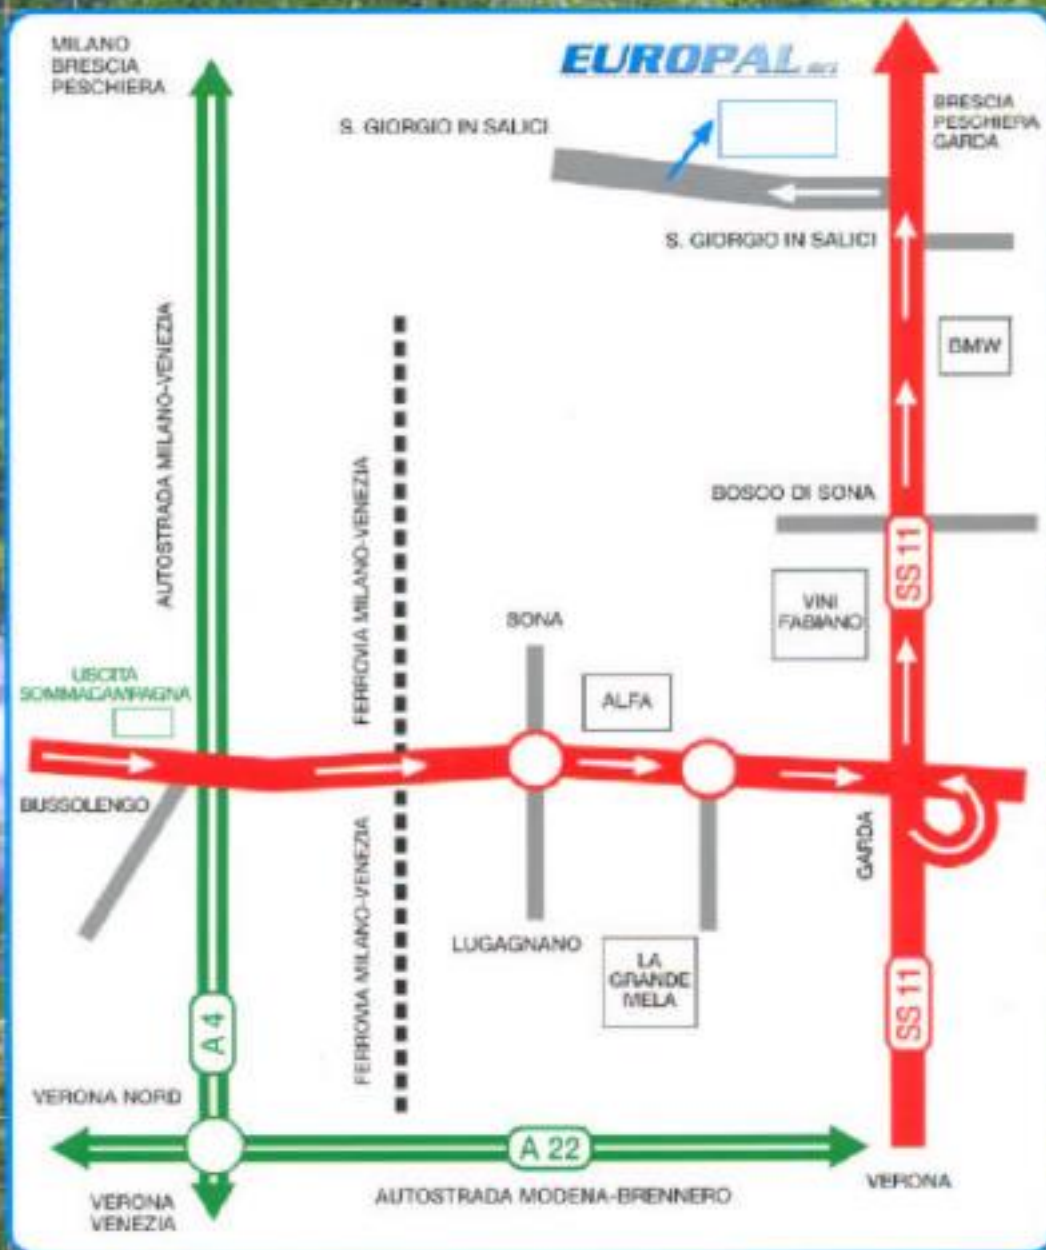 MILANO
BRESCIA
PESCHIERA
EUROPAL
BRESCIA
PESCHIERA
GARDA
S. GIORGIO IN SALICI
S. GIORGIO IN SALICI
BMW
AUTOSTRADA MILANO-VENEZIA
FERROVIA MILANO-VENEZIA
BOSCO DI SONA
SS 11
VINI
FABIANO
SONA
ALFA
USCITA
SOMMACAMPAGNA
BUSSOLENGO
GARDA
FERROVIA MILANO-VENEZIA
LUGAGNANO
LA
GRANDE
MELA
SS 11
A 4
VERONA NORD
A 22
VERONA
AUTOSTRADA MODENA-BRENNERO
VERONA
VENEZIA